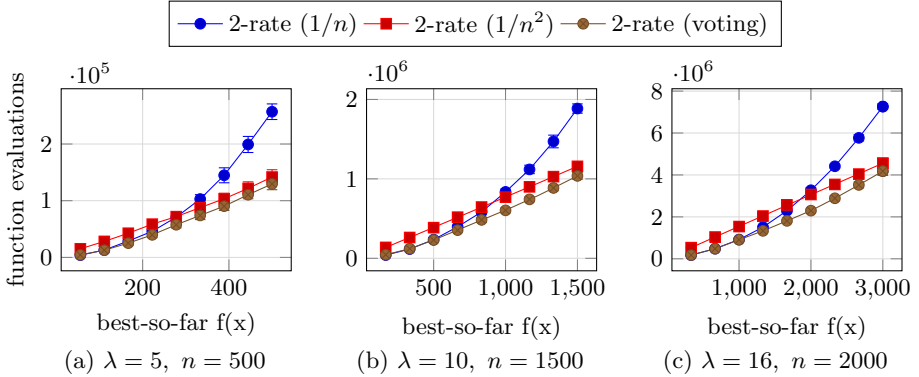 2-rate (1/n) 2-rate (1/n²) 2-rate (voting)
·10⁵ ·10⁶ ·10⁶
function evaluations
0 1 2
200 400
best-so-far f(x)
(a) λ = 5, n = 500
0 1 2
500 1,000 1,500
best-so-far f(x)
(b) λ = 10, n = 1500
0 2 4 6 8
1,000 2,000 3,000
best-so-far f(x)
(c) λ = 16, n = 2000